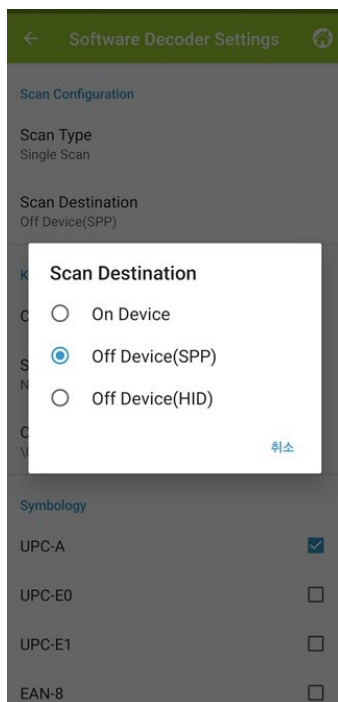 Software Decoder Settings
Scan Configuration
Scan Type
Single Scan
Scan Destination
Off Device(SPP)
Scan Destination
On Device
Off Device(SPP)
Off Device(HID)
취소
Symbology
UPC-A
UPC-E0
UPC-E1
EAN-8